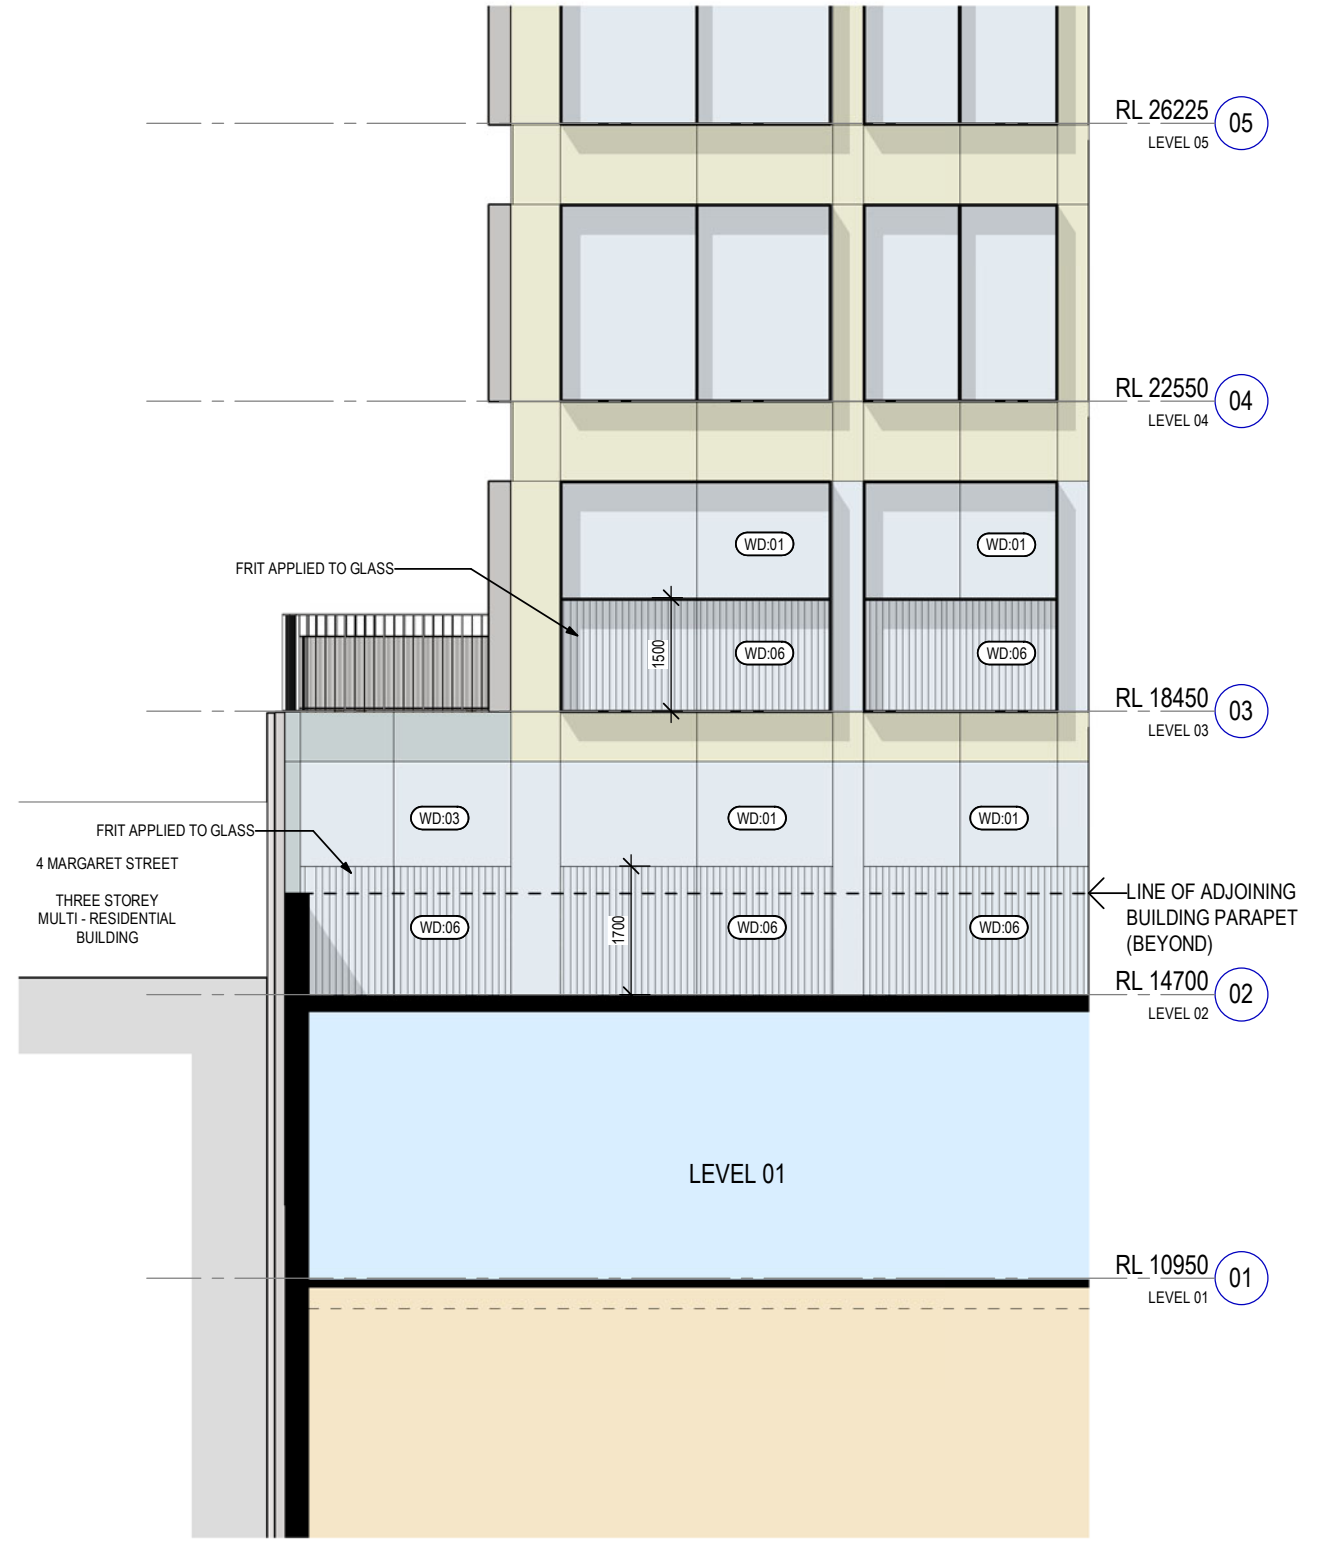 RL 26225
05
LEVEL 05
RL 22550
04
LEVEL 04
WD:01
WD:01
FRIT APPLIED TO GLASS
1500
WD:06
WD:06
RL 18450
03
LEVEL 03
WD:03
WD:01
WD:01
FRIT APPLIED TO GLASS
4 MARGARET STREET
THREE STOREY
MULTI - RESIDENTIAL
BUILDING
WD:06
1700
WD:06
WD:06
LINE OF ADJOINING
BUILDING PARAPET
(BEYOND)
RL 14700
02
LEVEL 02
LEVEL 01
RL 10950
01
LEVEL 01